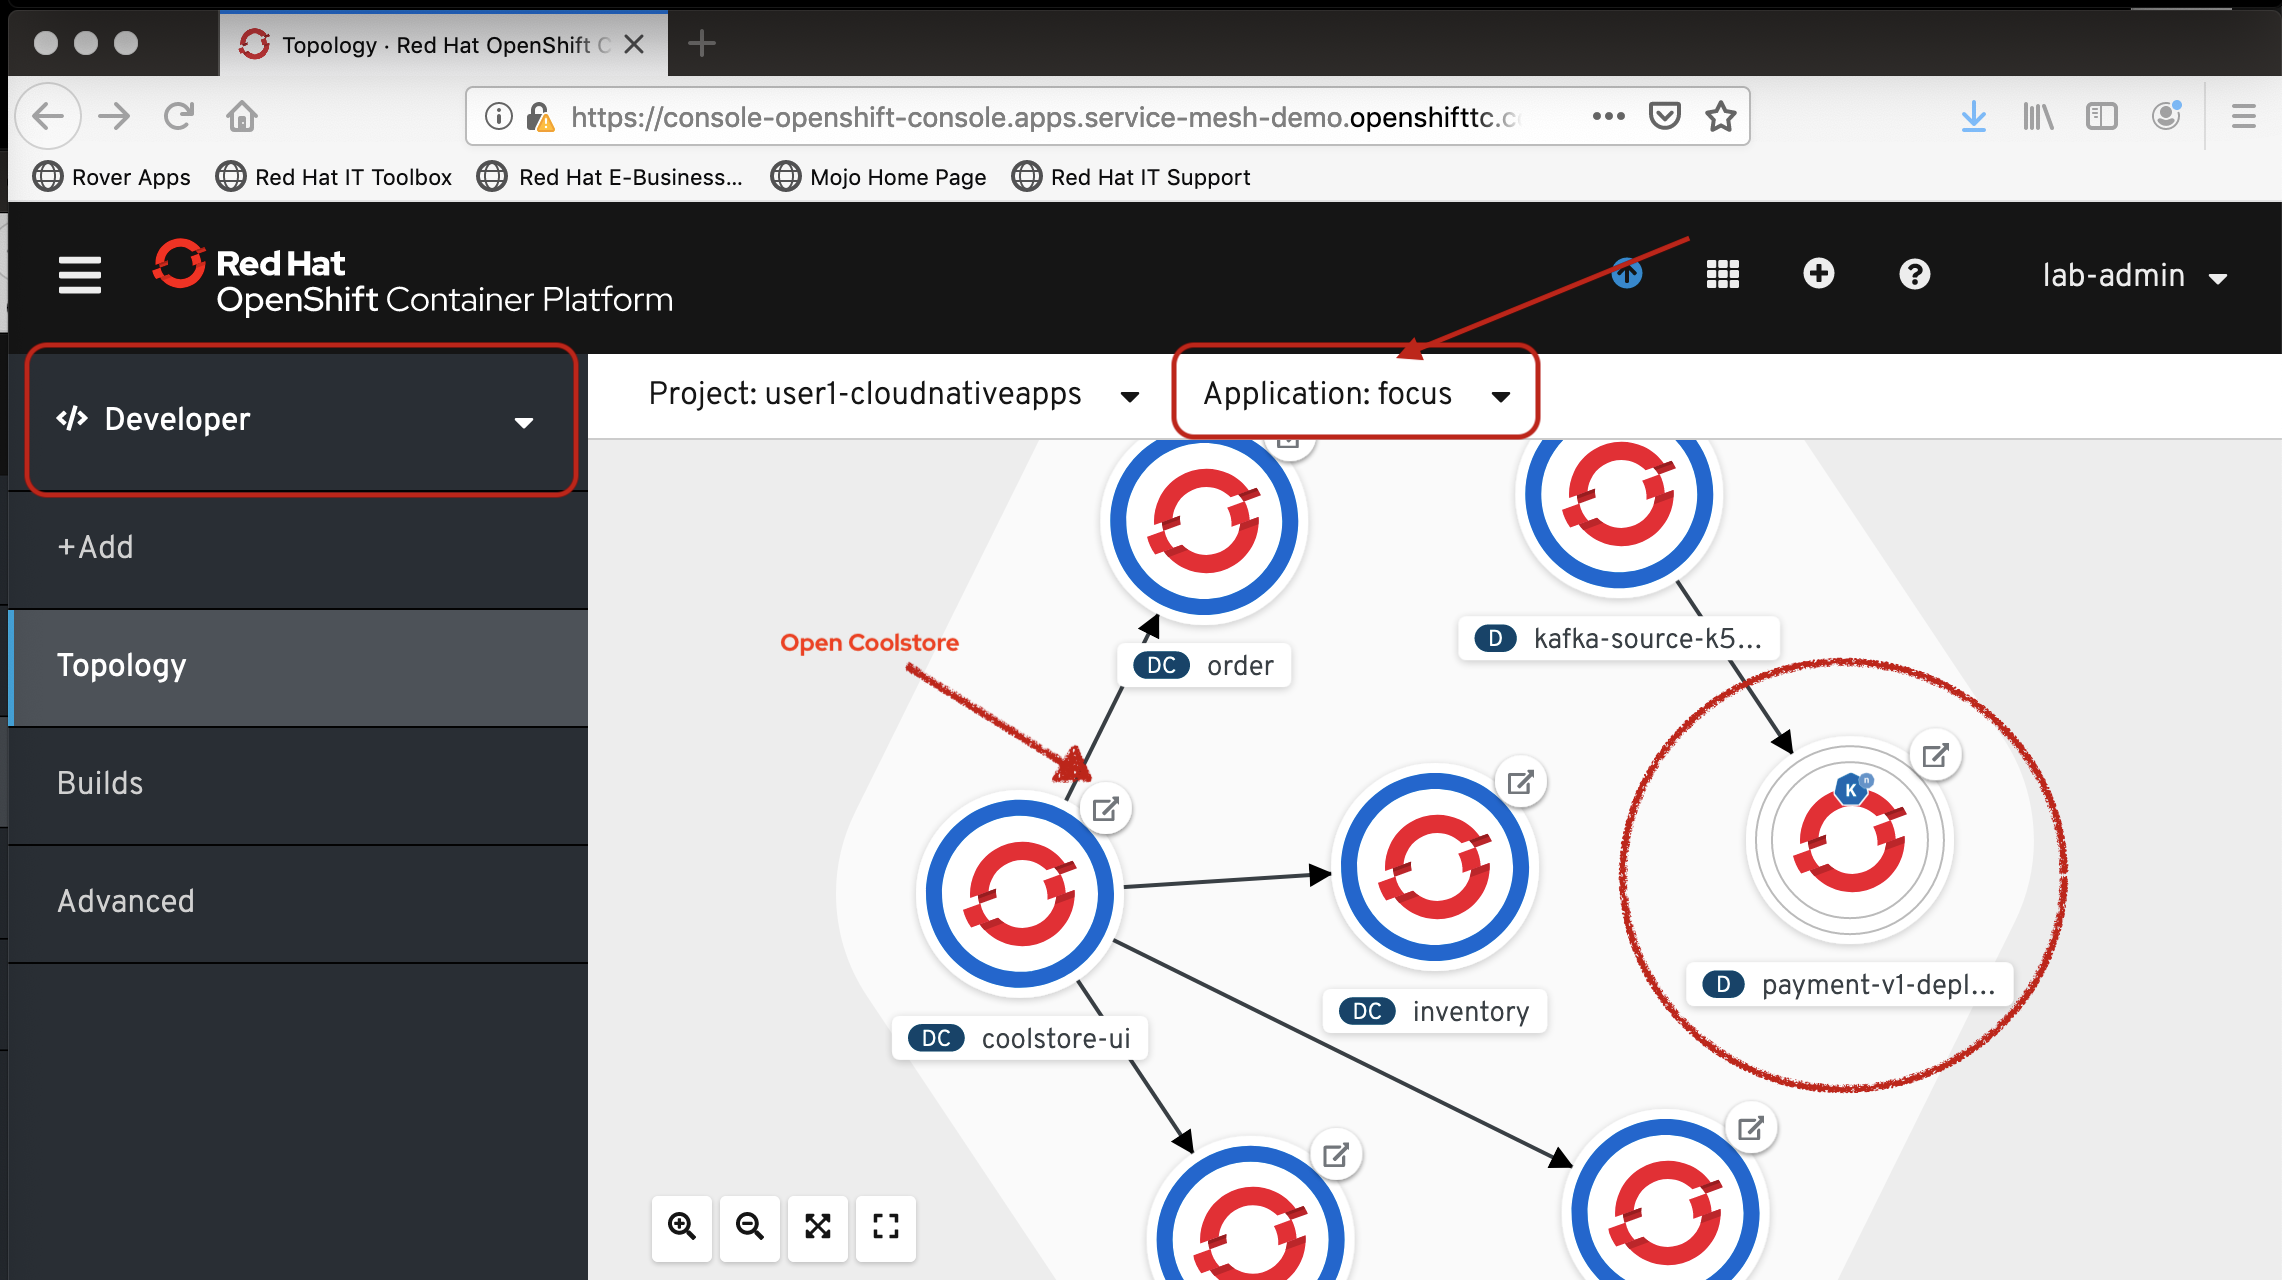 Topology · Red Hat OpenShift C
https://console-openshift-console.apps.service-mesh-demo.openshifttc.c
Rover Apps
Red Hat IT Toolbox
Red Hat E-Business...
Mojo Home Page
Red Hat IT Support
Red Hat
OpenShift Container Platform
lab-admin
</> Developer
Project: user1-cloudnativeapps
Application: focus
+Add
Topology
Builds
Advanced
Open Coolstore
DC order
D kafka-source-k5...
K n
D payment-v1-depl...
DC inventory
DC coolstore-ui